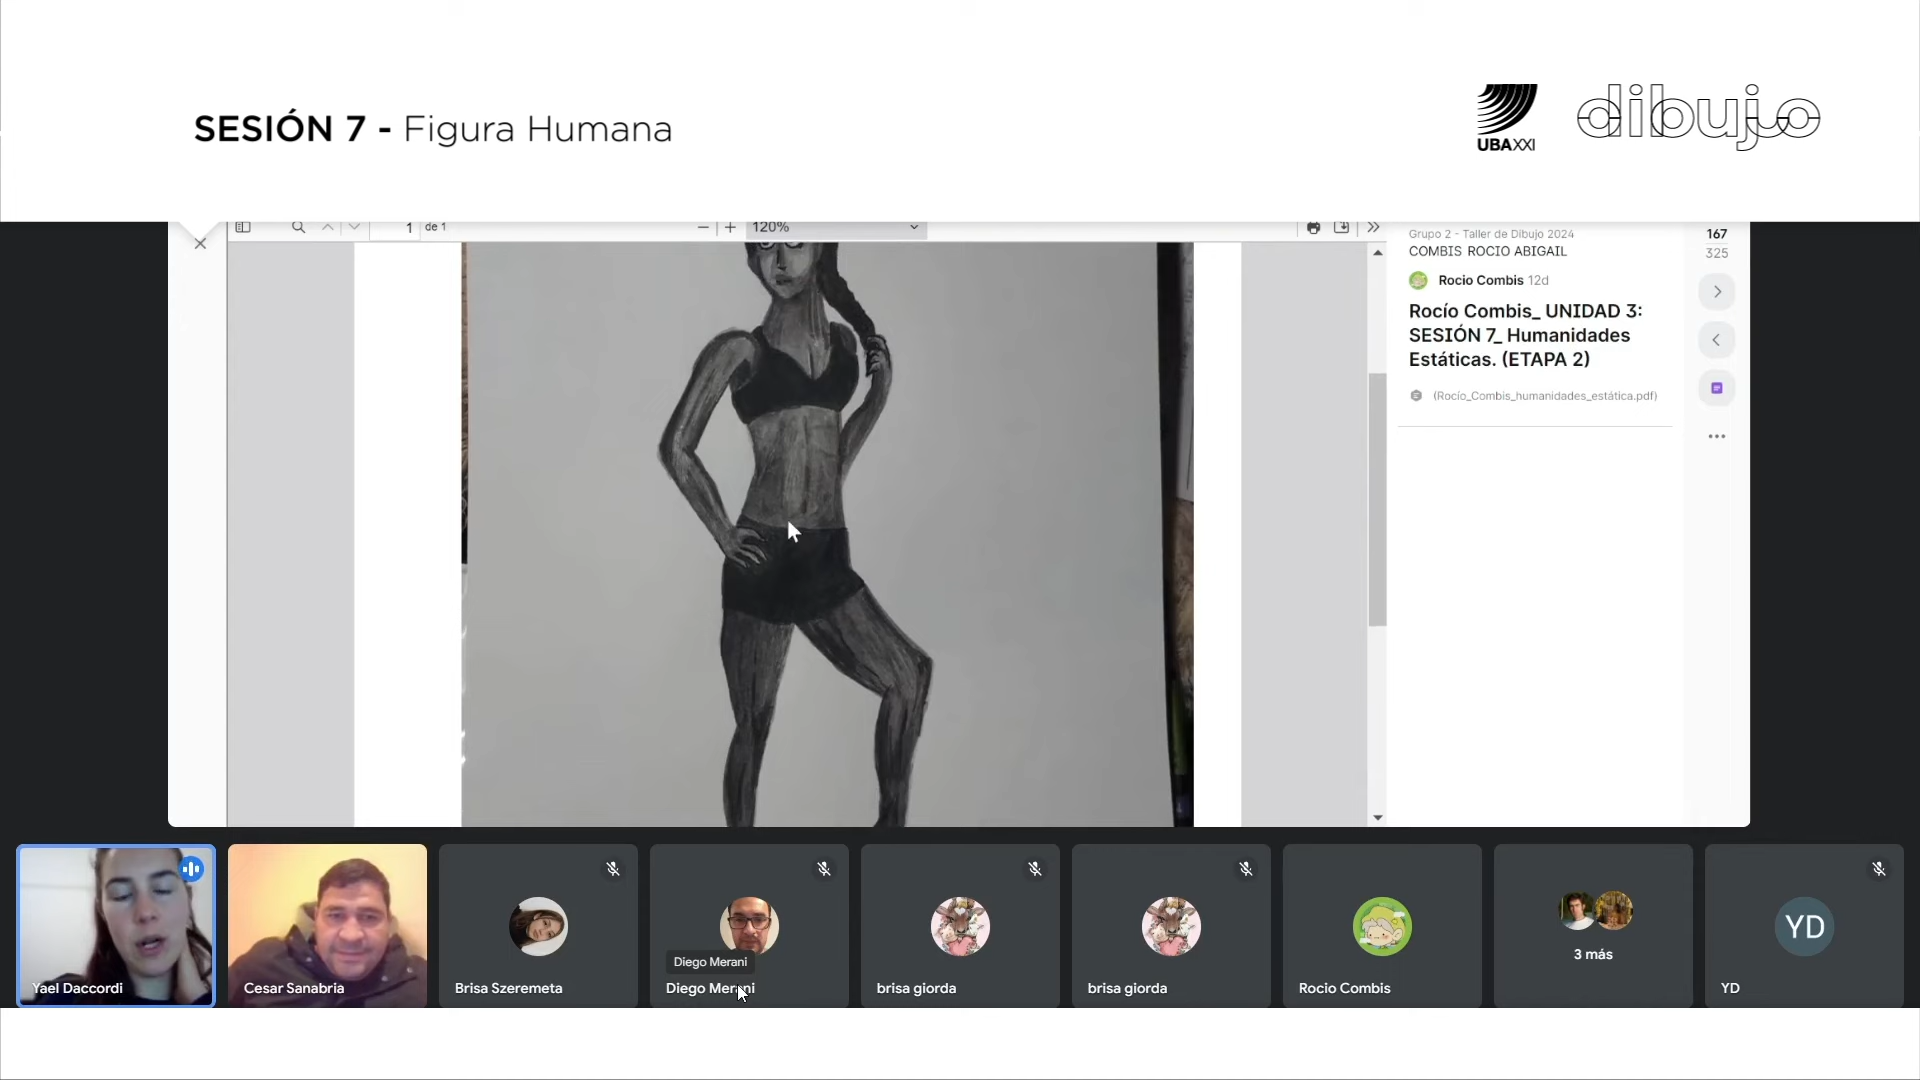 SESIÓN 7 - Figura Humana
UBAXXI
dibujo
1 de 1
120%
Grupo 2 - Taller de Dibujo 2024
COMBIS ROCIO ABIGAIL
Rocio Combis 12d
Rocío Combis_ UNIDAD 3:
SESIÓN 7_ Humanidades
Estáticas. (ETAPA 2)
(Rocío_Combis_humanidades_estática.pdf)
167
325
Yael Daccordi
Cesar Sanabria
Brisa Szeremeta
Diego Merani
Diego Merani
brisa giorda
brisa giorda
Rocio Combis
3 más
YD
YD